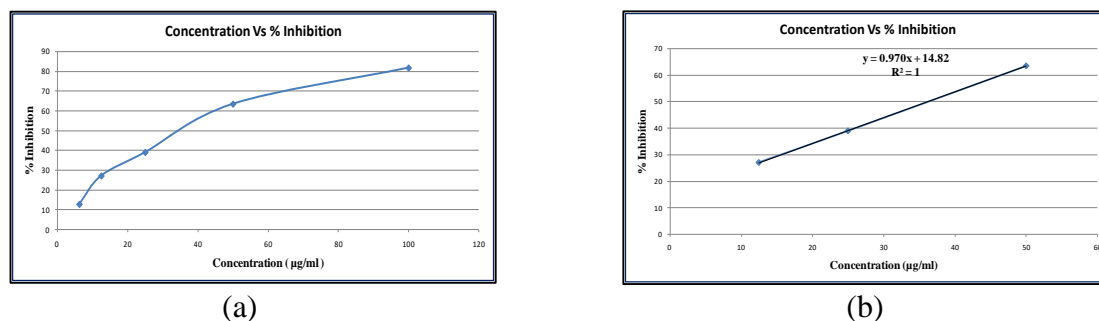 Concentration Vs % Inhibition
% Inhibition
90
80
70
60
50
40
30
20
10
0
0 20 40 60 80 100 120
Concentration ( µg/ml )
(a)
Concentration Vs % Inhibition
y = 0.970x + 14.82
R² = 1
% Inhibition
70
60
50
40
30
20
10
0
0 10 20 30 40 50 60
Concentration (µg/ml)
(b)